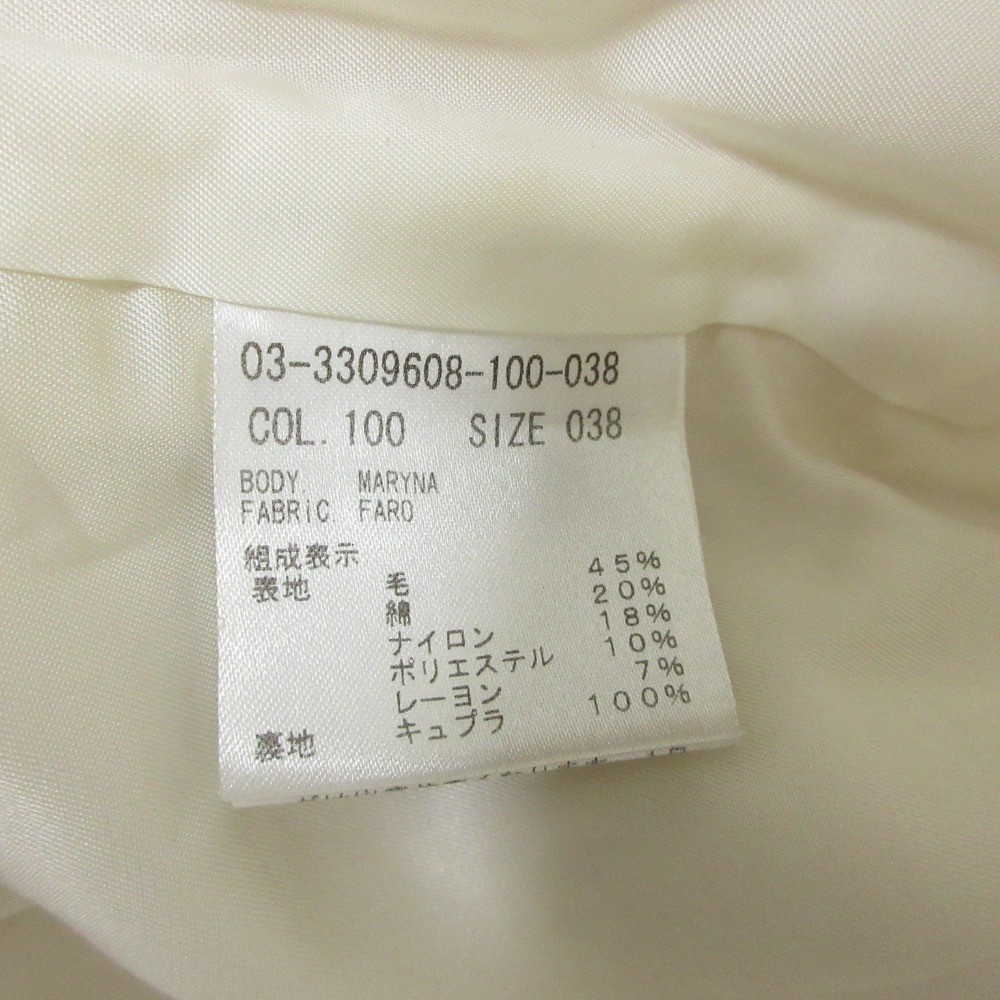 03-3309608-100-038
COL. 100 SIZE 038
BODY MARYNA
FABRIC FARO
組成表示
表地 毛 45%
綿 20%
ナイロン 18%
ポリエステル 10%
レーヨン 7%
裏地 キュプラ 100%